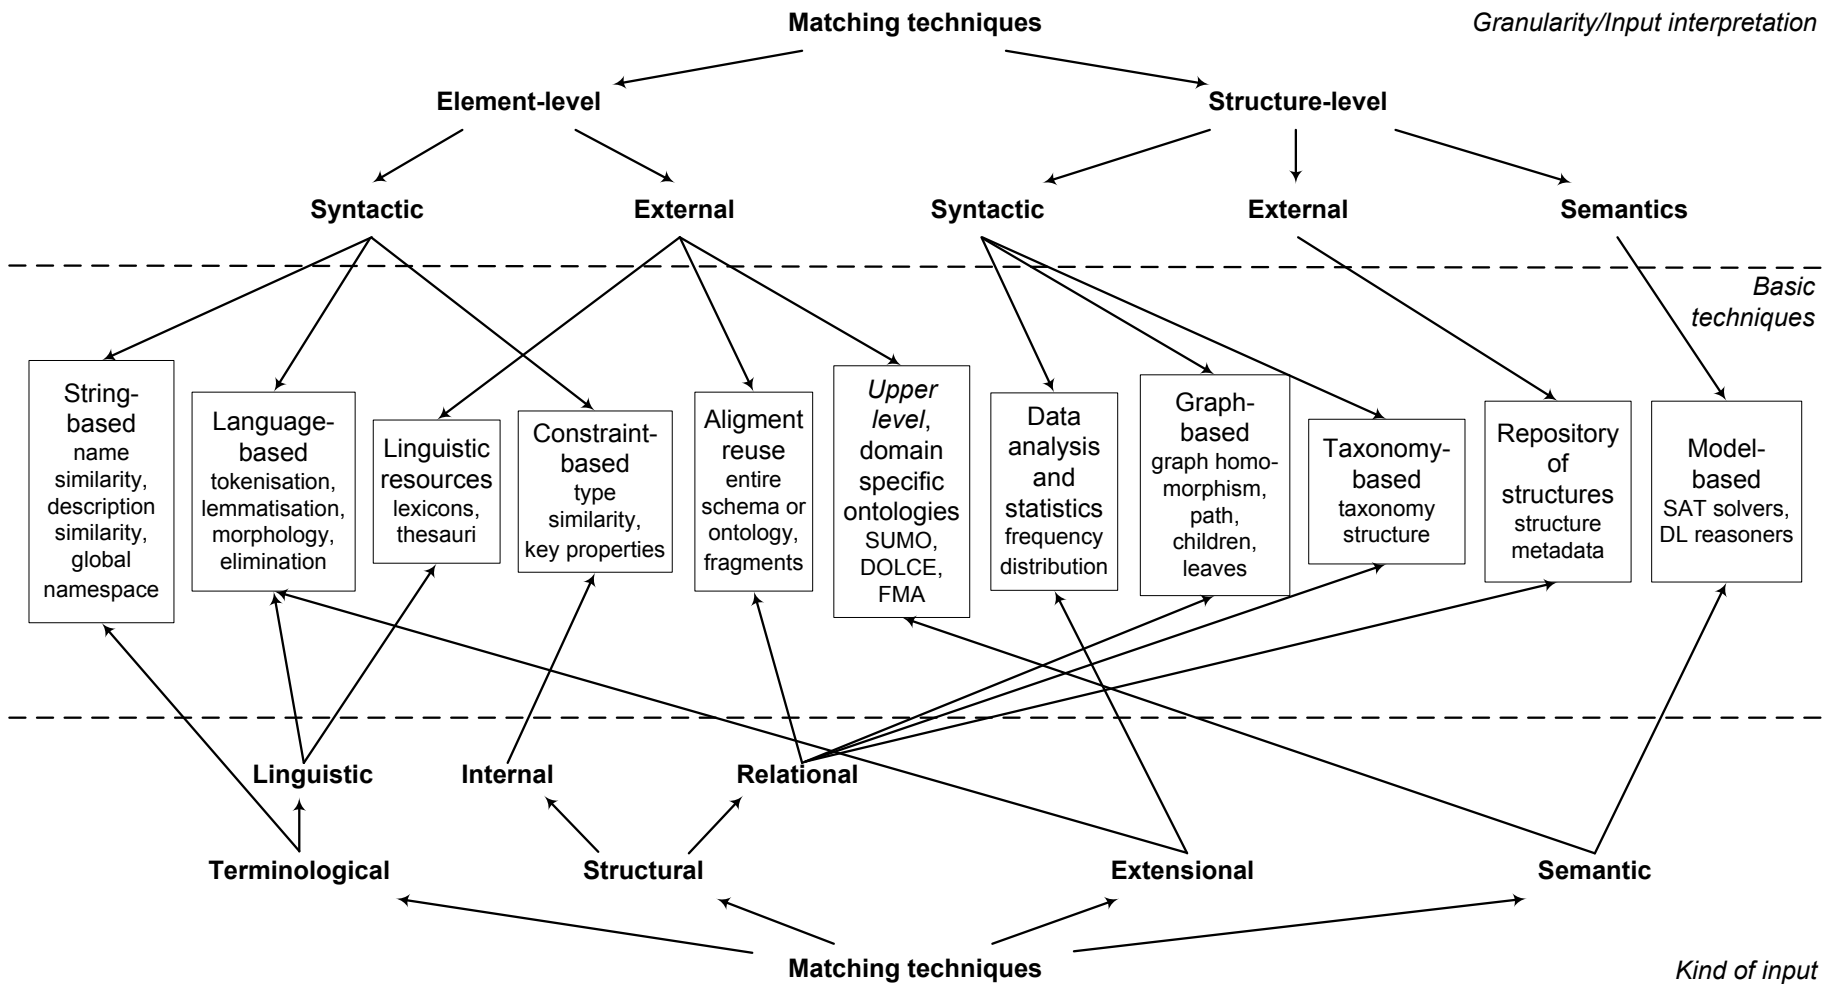 Matching techniques
Granularity/Input interpretation
Element-level
Structure-level
Syntactic
External
Syntactic
External
Semantics
Basic
techniques
String-
based
name
similarity,
description
similarity,
global
namespace
Language-
based
tokenisation,
lemmatisation,
morphology,
elimination
Linguistic
resources
lexicons,
thesauri
Constraint-
based
type
similarity,
key properties
Aligment
reuse
entire
schema or
ontology,
fragments
Upper
level,
domain
specific
ontologies
SUMO,
DOLCE,
FMA
Data
analysis
and
statistics
frequency
distribution
Graph-
based
graph homo-
morphism,
path,
children,
leaves
Taxonomy-
based
taxonomy
structure
Repository
of
structures
structure
metadata
Model-
based
SAT solvers,
DL reasoners
Linguistic
Internal
Relational
Terminological
Structural
Extensional
Semantic
Matching techniques
Kind of input